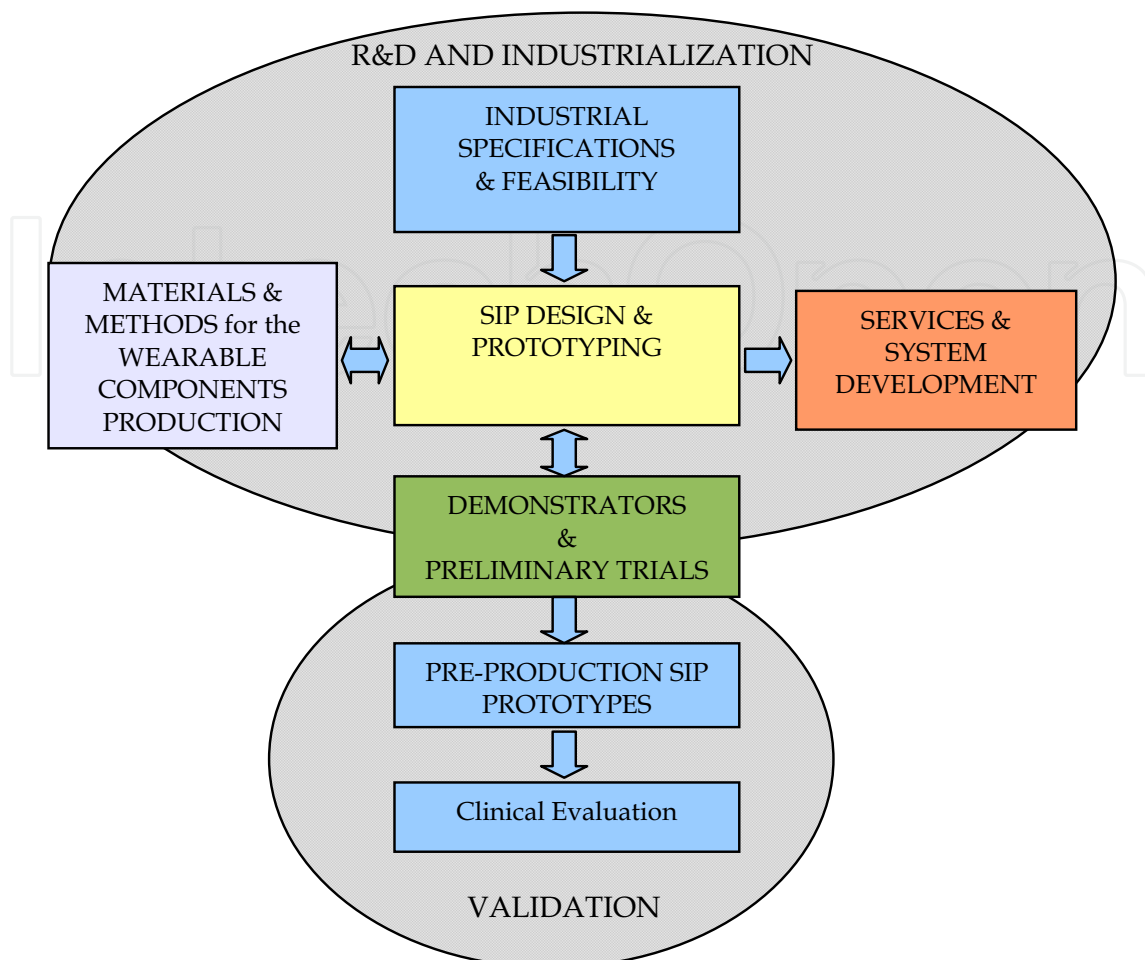 R&D AND INDUSTRIALIZATION
INDUSTRIAL
SPECIFICATIONS
& FEASIBILITY
MATERIALS &
METHODS for the
WEARABLE
COMPONENTS
PRODUCTION
SIP DESIGN &
PROTOTYPING
SERVICES &
SYSTEM
DEVELOPMENT
DEMONSTRATORS
&
PRELIMINARY TRIALS
PRE-PRODUCTION SIP
PROTOTYPES
Clinical Evaluation
VALIDATION